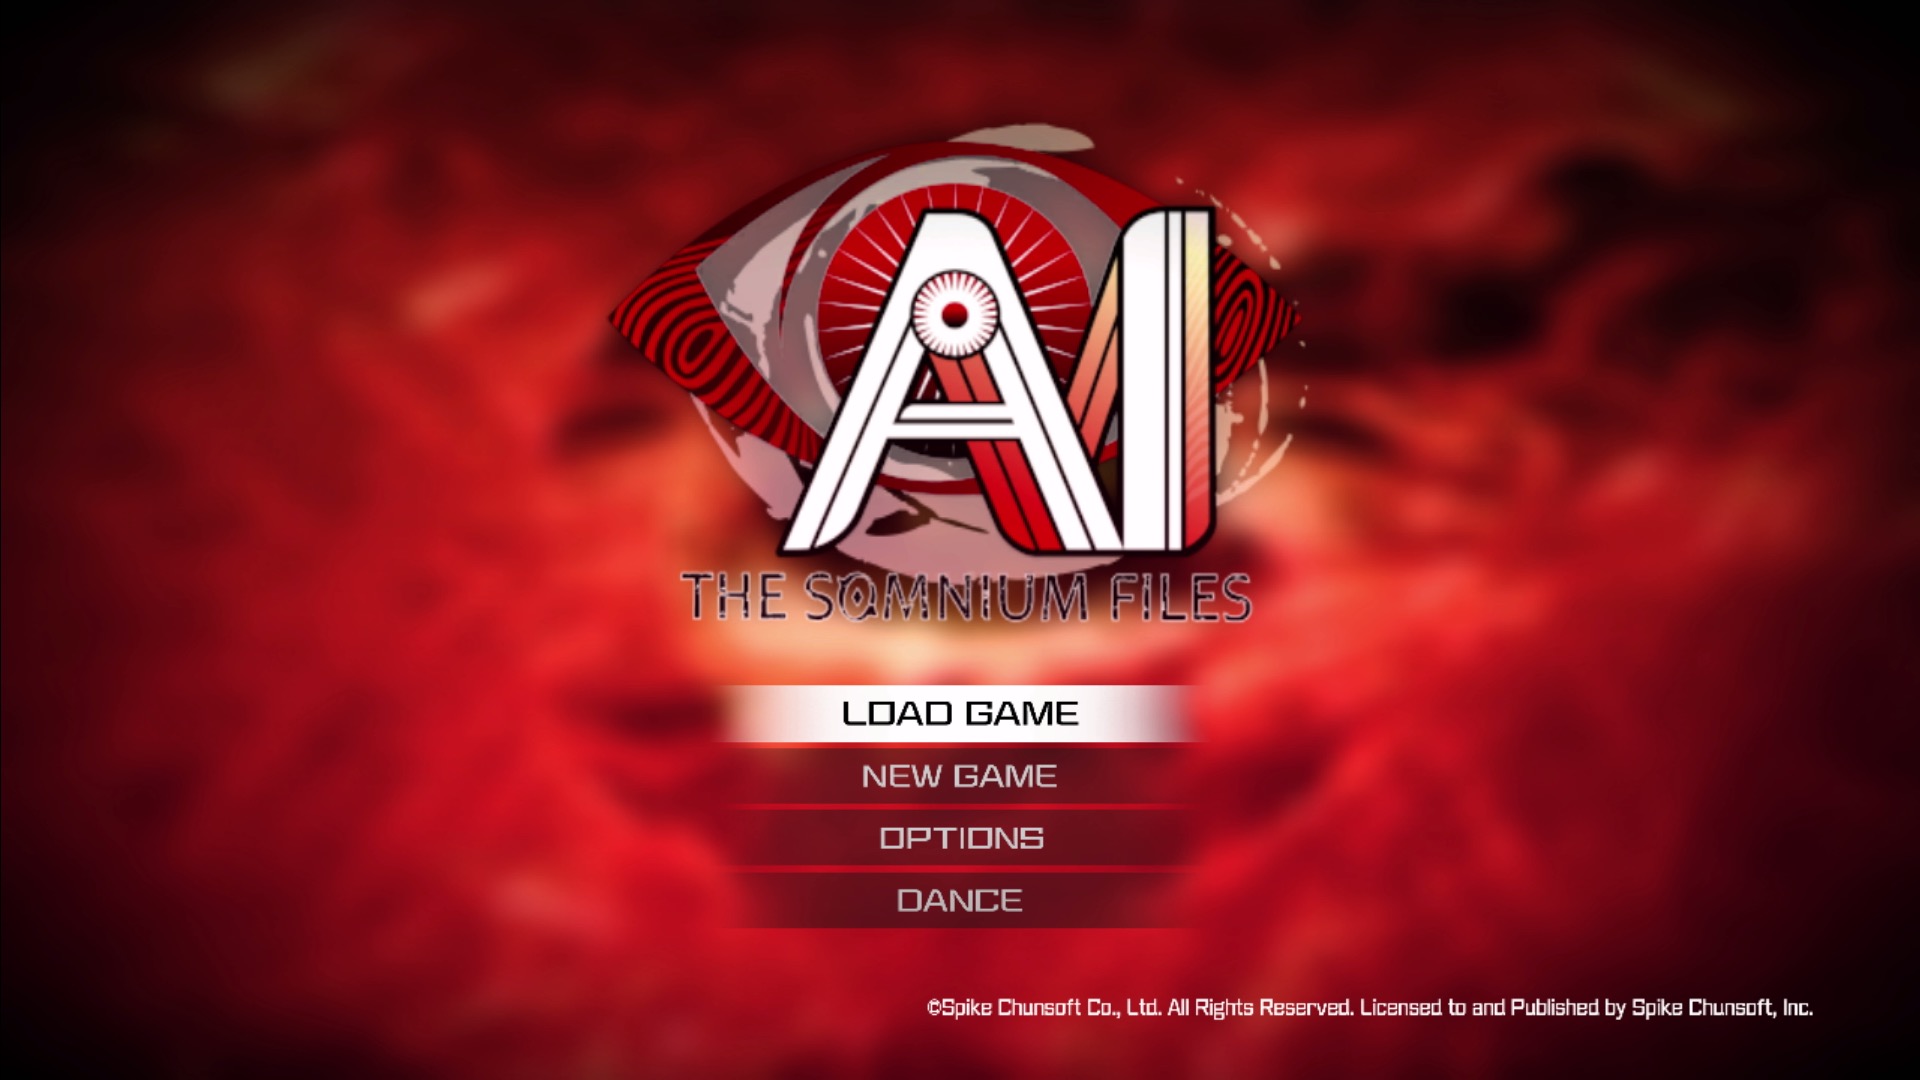 AI
THE SOMNIUM FILES
LOAD GAME
NEW GAME
OPTIONS
DANCE
©Spike Chunsoft Co., Ltd. All Rights Reserved. Licensed to and Published by Spike Chunsoft, Inc.